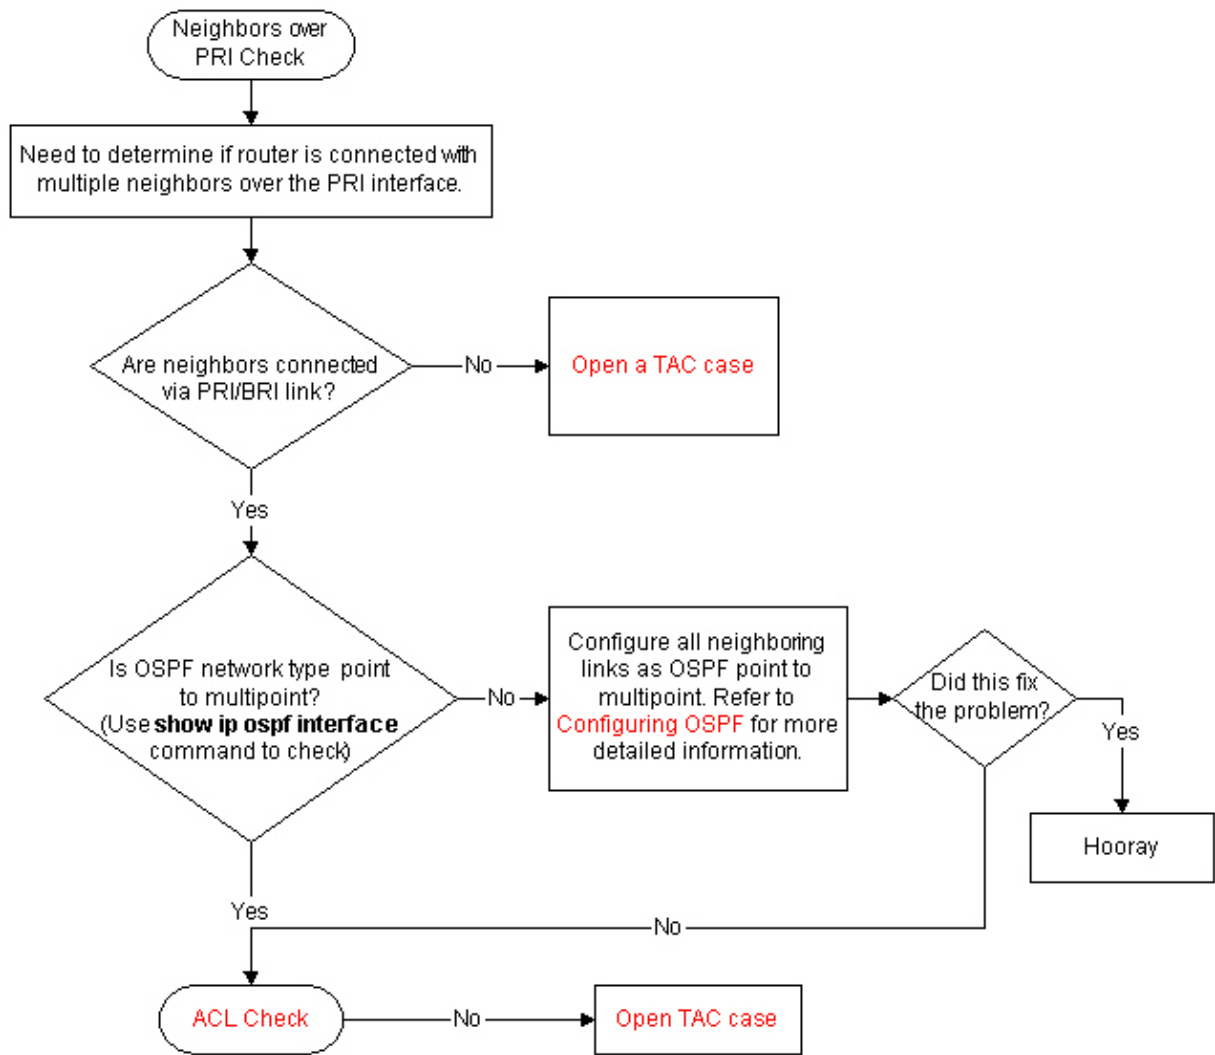 Neighbors over
PRI Check
Need to determine if router is connected with
multiple neighbors over the PRI interface.
Are neighbors connected
via PRI/BRI link?
No
Open a TAC case
Yes
Is OSPF network type point
to multipoint?
(Use show ip ospf interface
command to check)
No
Configure all neighboring
links as OSPF point to
multipoint. Refer to
Configuring OSPF for more
detailed information.
Did this fix
the problem?
Yes
Hooray
Yes
No
ACL Check
No
Open TAC case